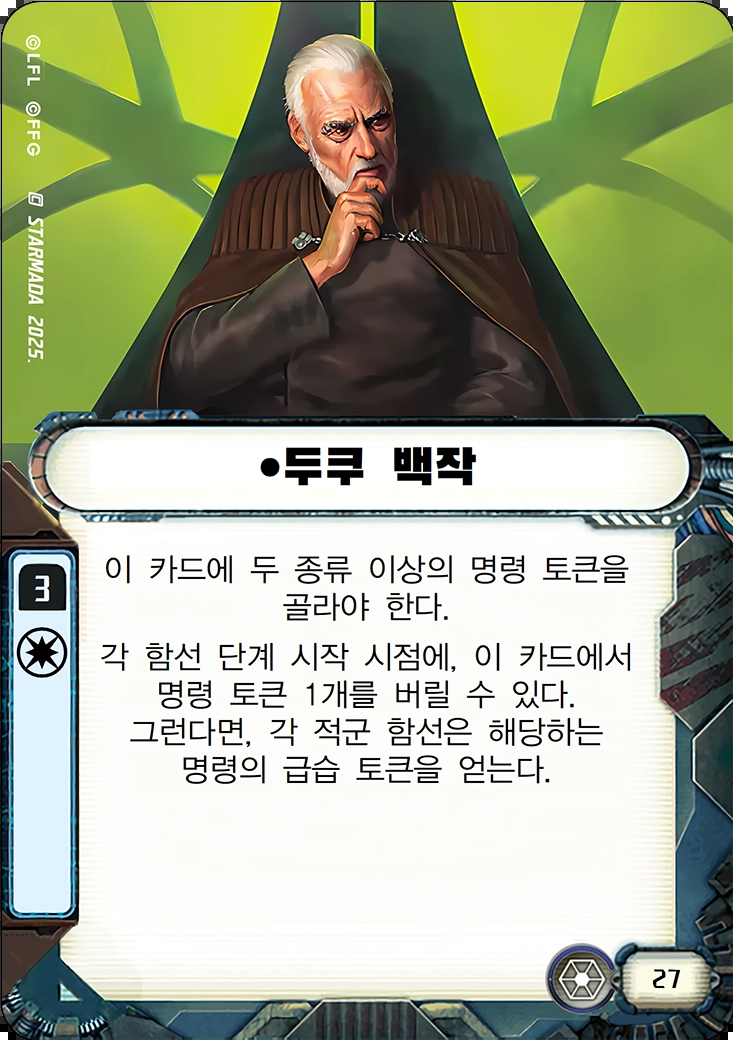 ©LFL ©FFG
© STARMADA 2025.
•두쿠 백작
3
이 카드에 두 종류 이상의 명령 토큰을
골라야 한다.
각 함선 단계 시작 시점에, 이 카드에서
명령 토큰 1개를 버릴 수 있다.
그런다면, 각 적군 함선은 해당하는
명령의 급습 토큰을 얻는다.
27